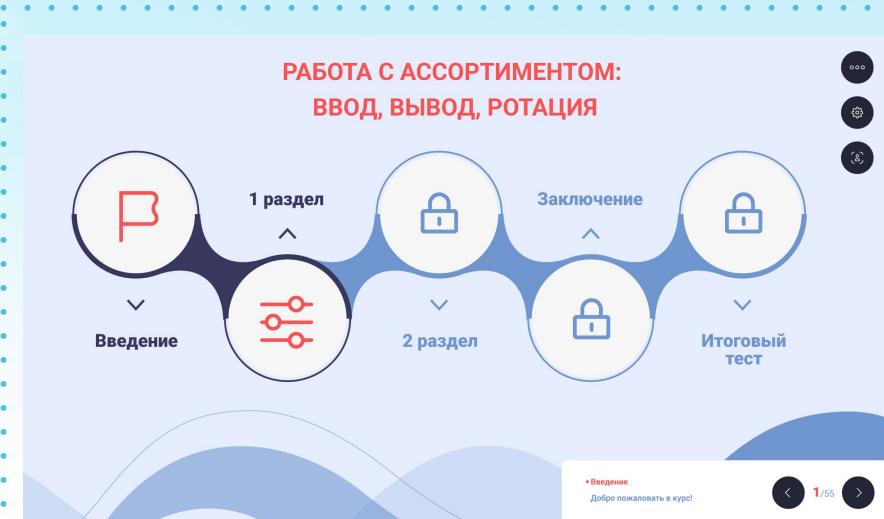 РАБОТА С АССОРТИМЕНТОМ:
ВВОД, ВЫВОД, РОТАЦИЯ
1 раздел
Заключение
Введение
2 раздел
Итоговый
тест
• Введение
Добро пожаловать в курс!
1/55